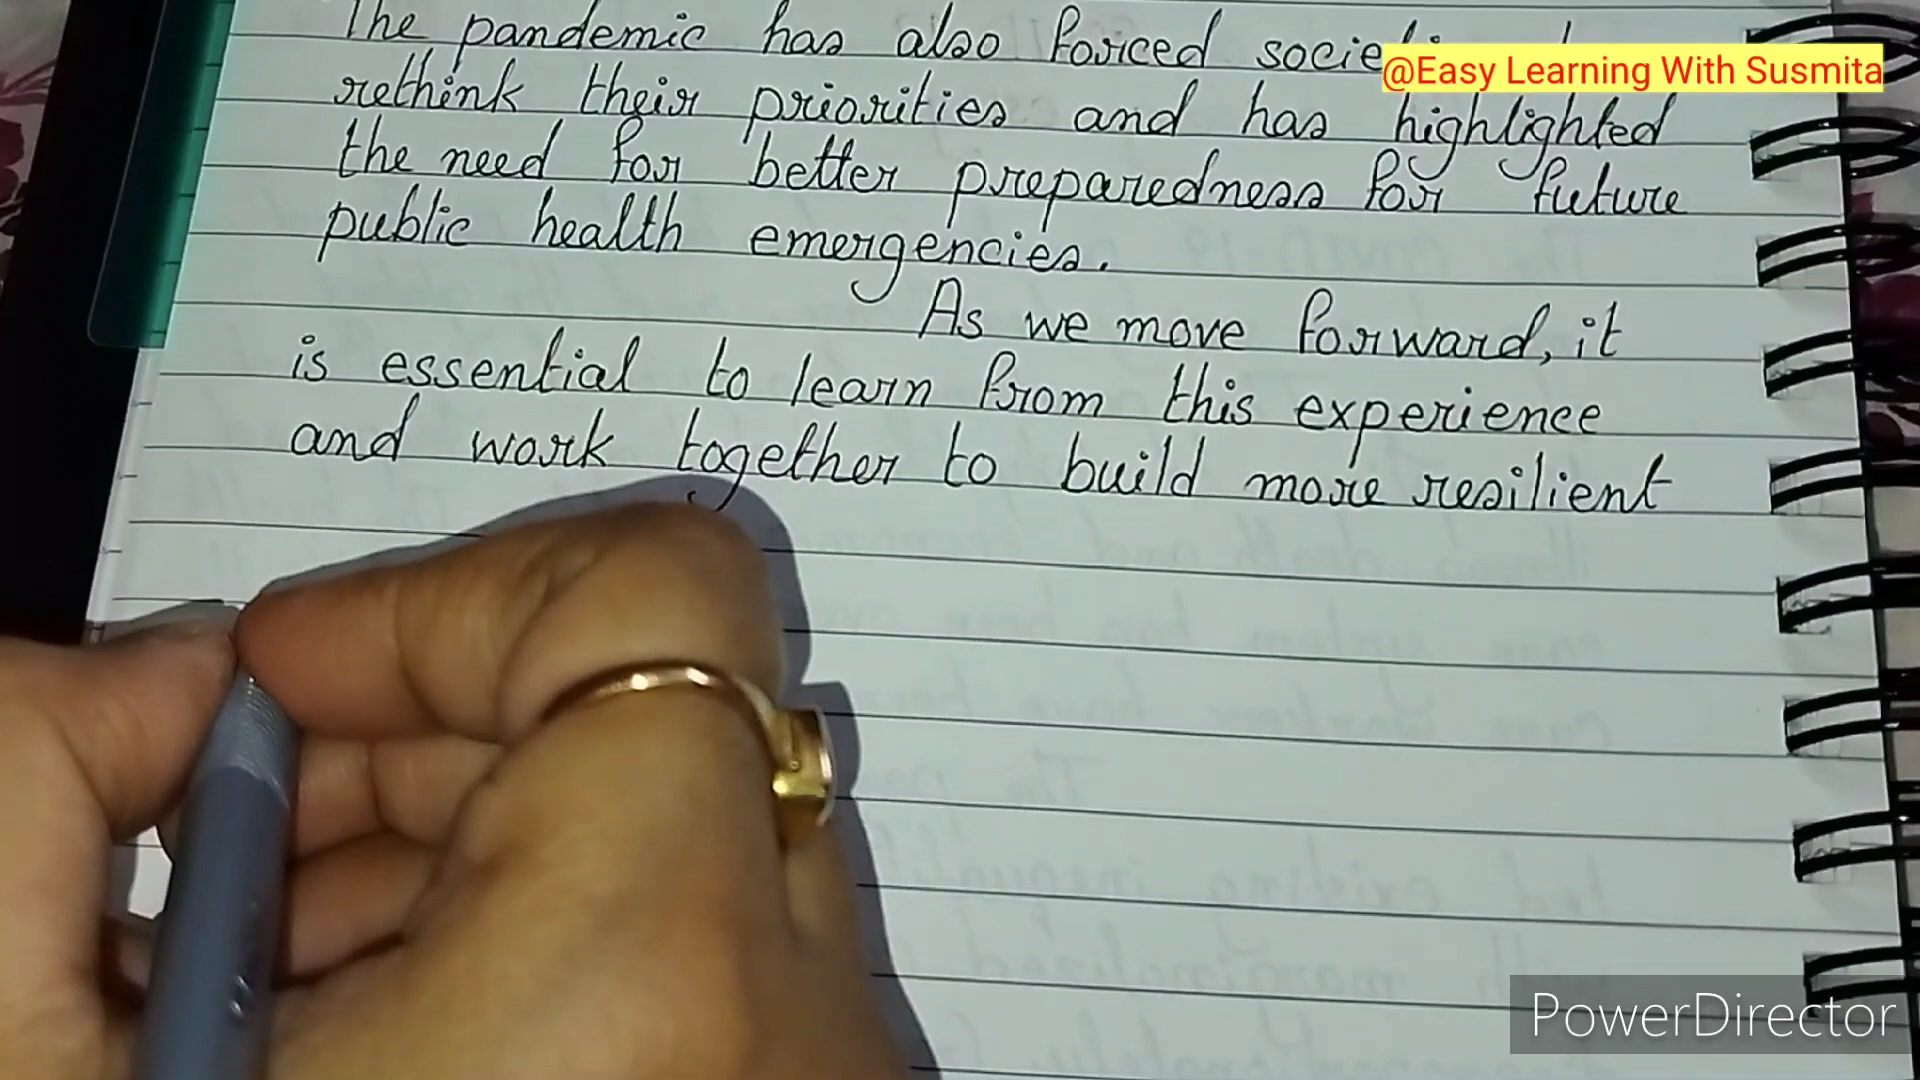 The pandemic has also forced
@Easy Learning With Susmita
rethink their priorities and has highlighted
the need for better preparedness for future
public health emergencies.
As we move forward, it
is essential to learn from this experience
and work together to build more resilient
PowerDirector